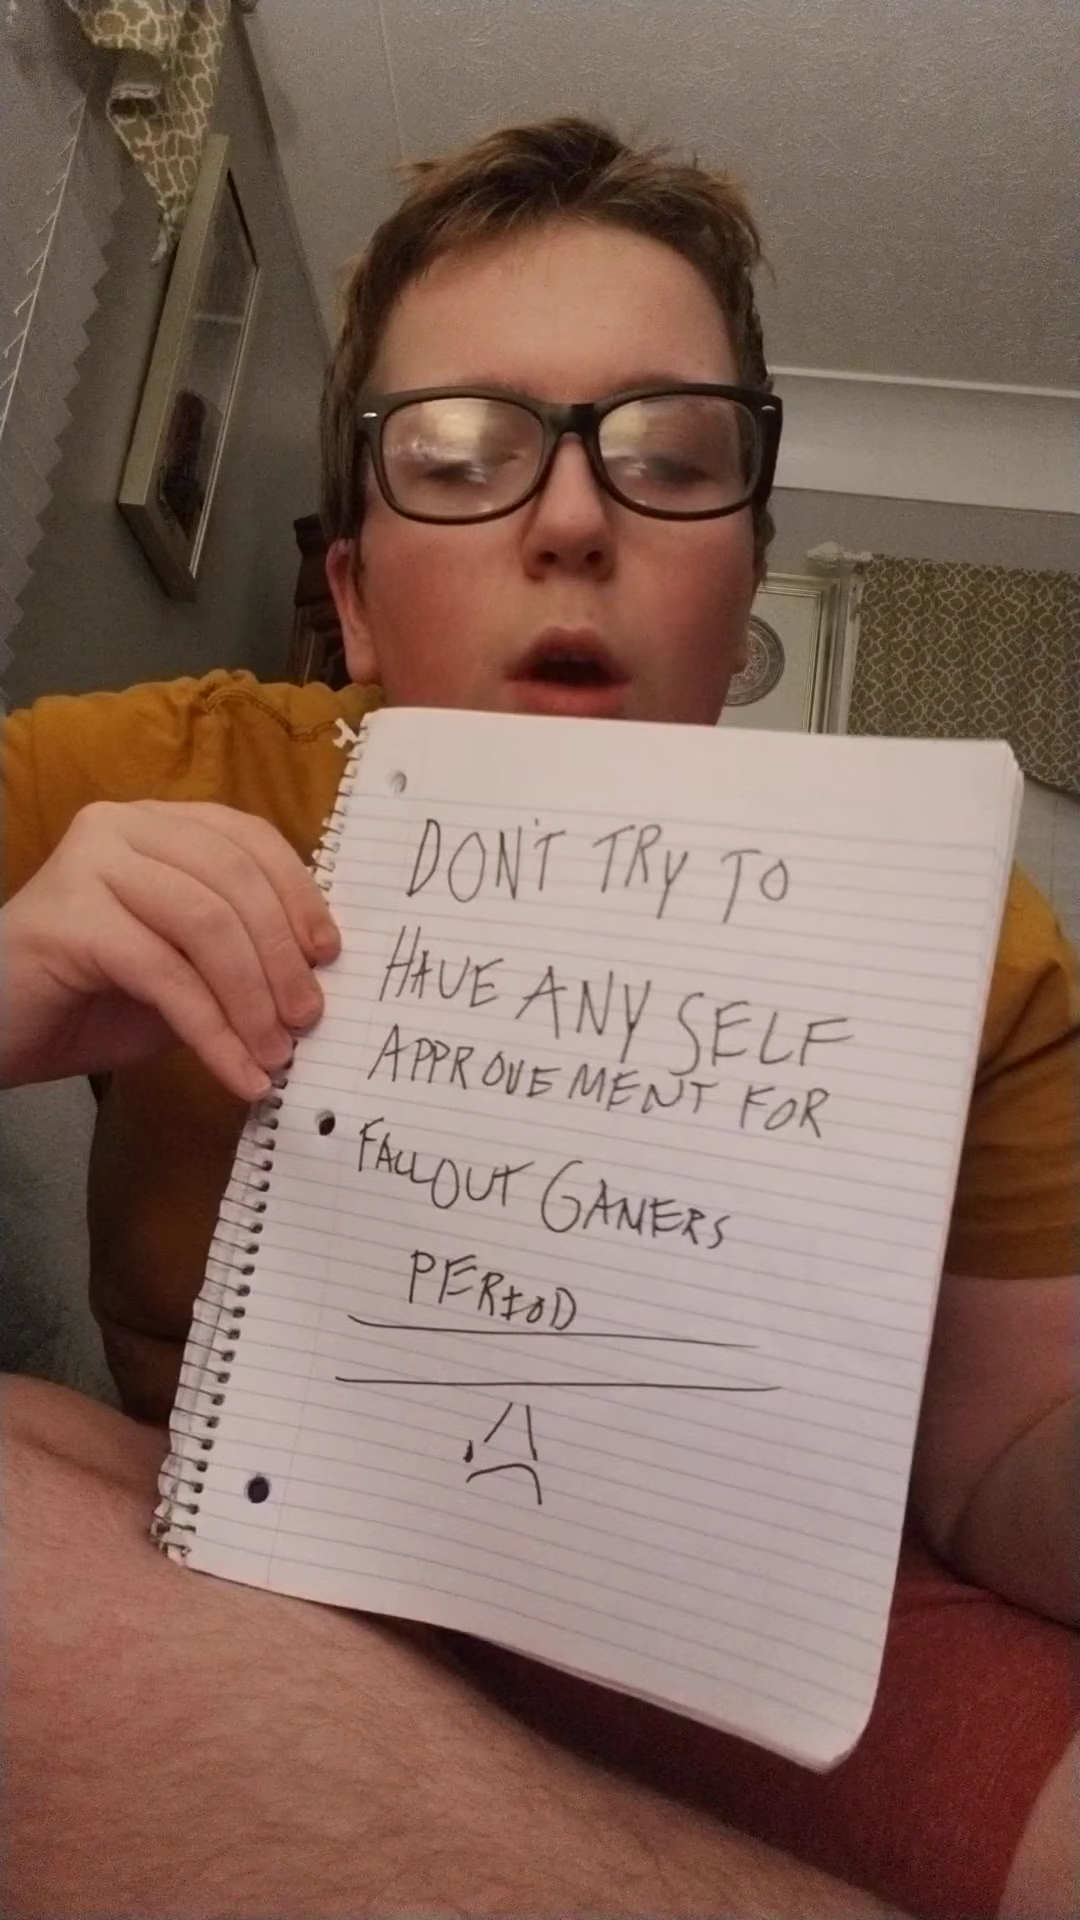 DON'T TRY TO
HAVE ANY SELF
APPROVEMENT FOR
FALLOUT GAMERS
PERIOD